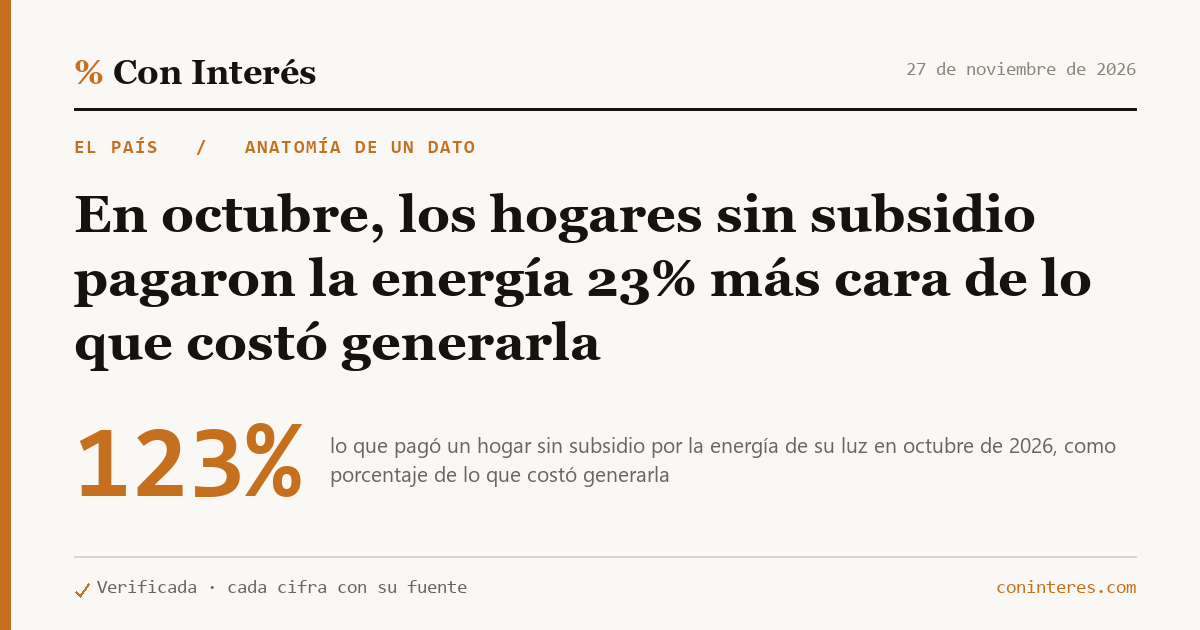 % Con Interés
27 de noviembre de 2026
EL PAÍS / ANATOMÍA DE UN DATO
En octubre, los hogares sin subsidio
pagaron la energía 23% más cara de lo
que costó generarla
123%
lo que pagó un hogar sin subsidio por la energía de su luz en octubre de 2026, como
porcentaje de lo que costó generarla
✓ Verificada · cada cifra con su fuente
coninteres.com